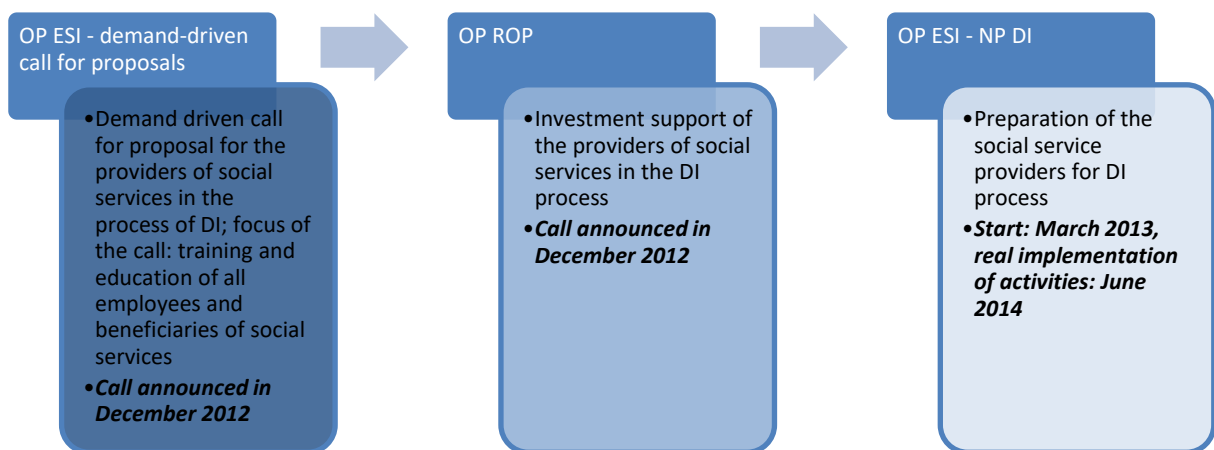 OP ESI - demand-driven
call for proposals
•Demand driven call
for proposal for the
providers of social
services in the
process of DI; focus of
the call: training and
education of all
employees and
beneficiaries of social
services
•Call announced in
December 2012
OP ROP
•Investment support of
the providers of social
services in the DI
process
•Call announced in
December 2012
OP ESI - NP DI
•Preparation of the
social service
providers for DI
process
•Start: March 2013,
real implementation
of activities: June
2014